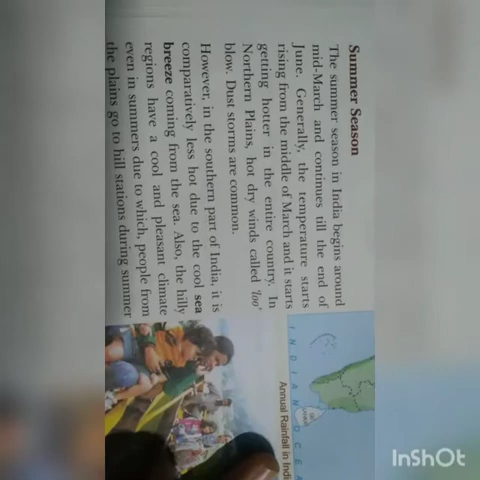 Summer Season
The summer season in India begins around
mid-March and continues till the end of
June. Generally, the temperature starts
rising from the middle of March and it starts
getting hotter in the entire country. In
Northern Plains, hot dry winds called 'loo'
blow. Dust storms are common.
However, in the southern part of India, it is
comparatively less hot due to the cool sea
breeze coming from the sea. Also, the hilly
regions have a cool and pleasant climate
even in summers due to which, people from
the plains go to hill stations during summer
INDIAN OCEA
Annual Rainfall in Indi
InShOt